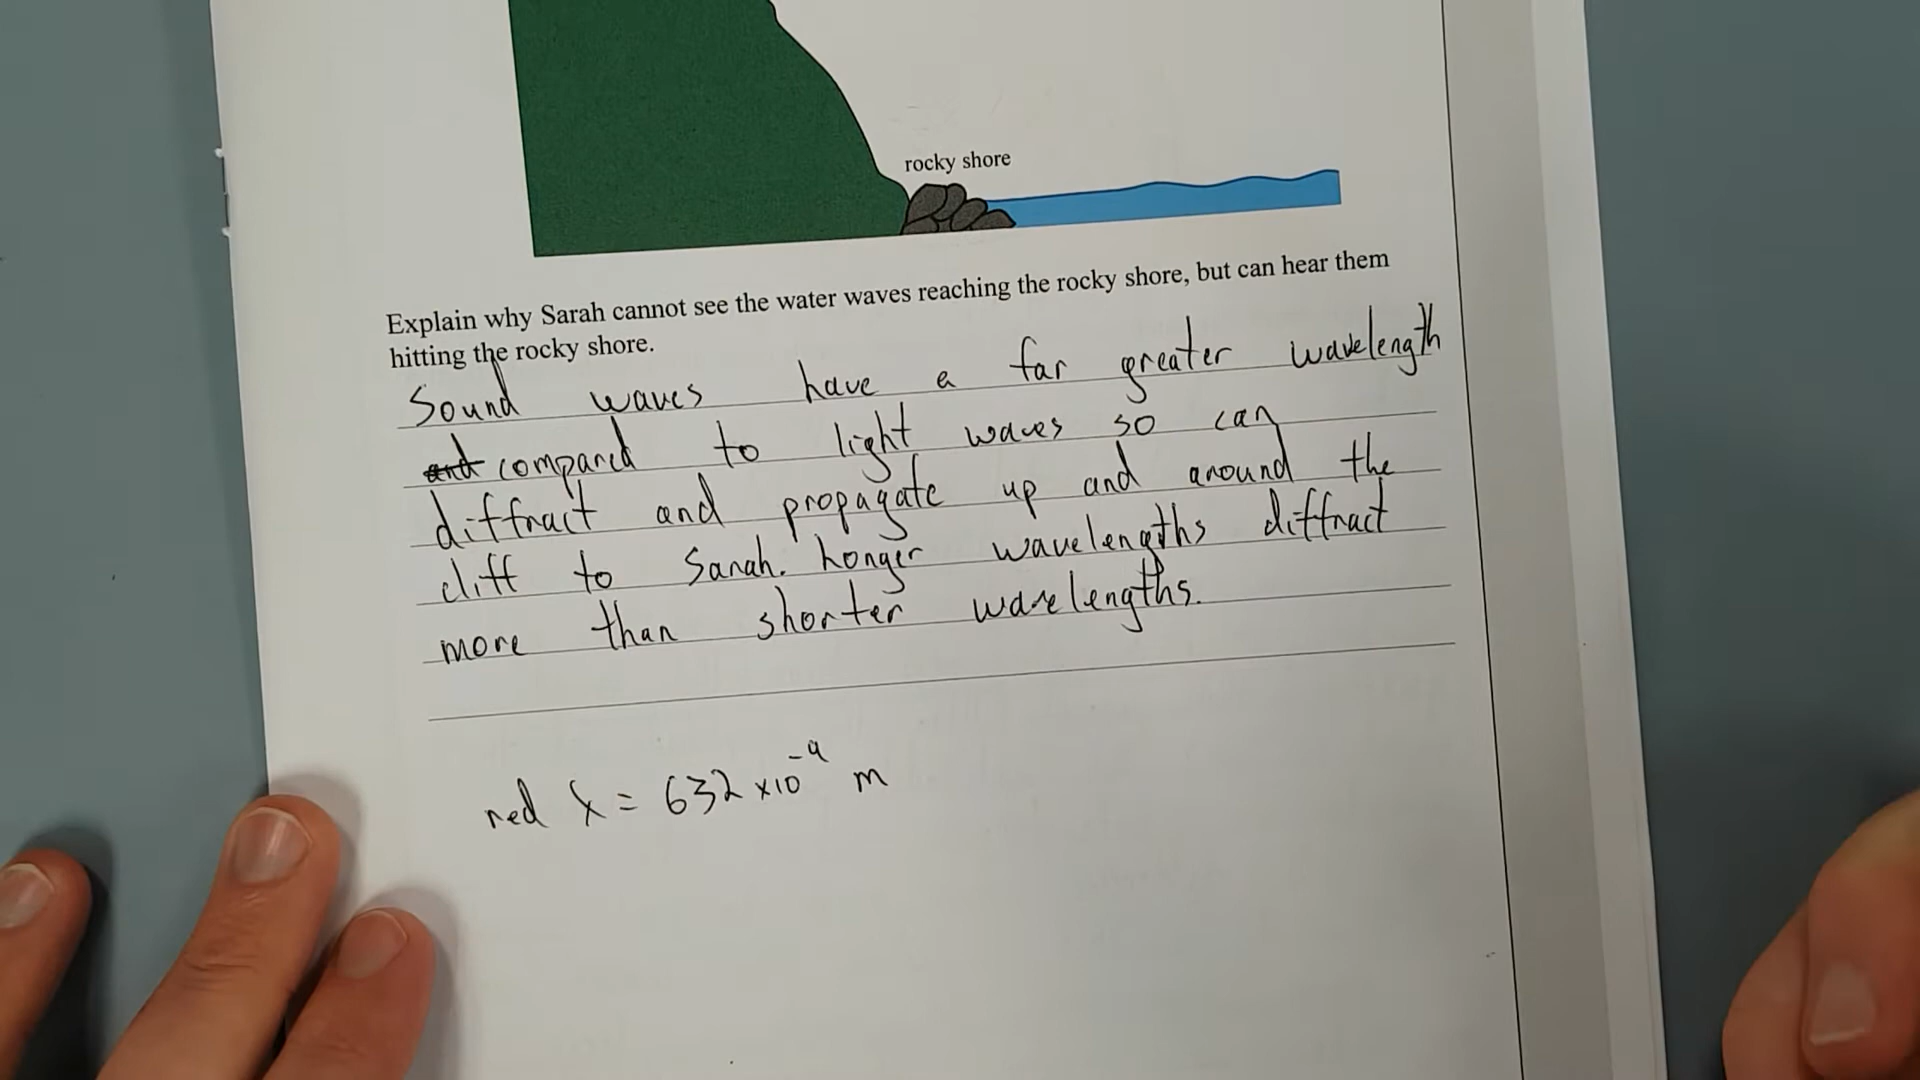 rocky shore
Explain why Sarah cannot see the water waves reaching the rocky shore, but can hear them
hitting the rocky shore.
Sound waves have a far greater wavelength
and compared to light waves so can
diffract and propagate up and around the
cliff to Sarah. Longer wavelengths diffract
more than shorter wavelengths.
red λ = 632 ×10⁻⁹ m